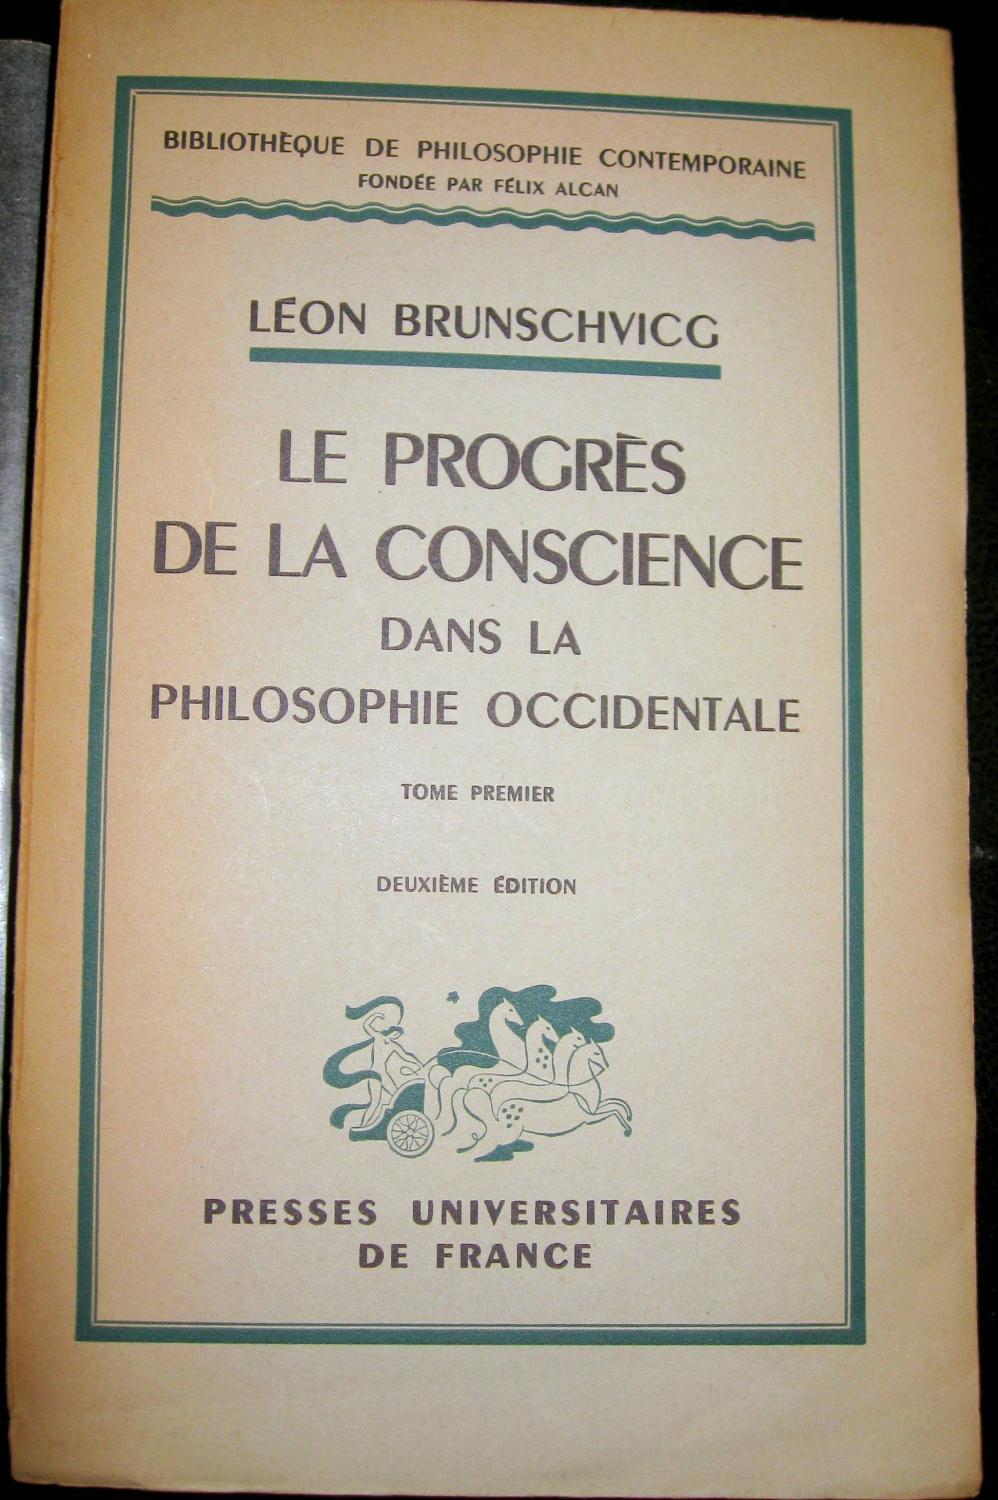 BIBLIOTHÈQUE DE PHILOSOPHIE CONTEMPORAINE
FONDÉE PAR FÉLIX ALCAN
LÉON BRUNSCHVICG
LE PROGRÈS
DE LA CONSCIENCE
DANS LA
PHILOSOPHIE OCCIDENTALE
TOME PREMIER
DEUXIÈME ÉDITION
PRESSES UNIVERSITAIRES
DE FRANCE